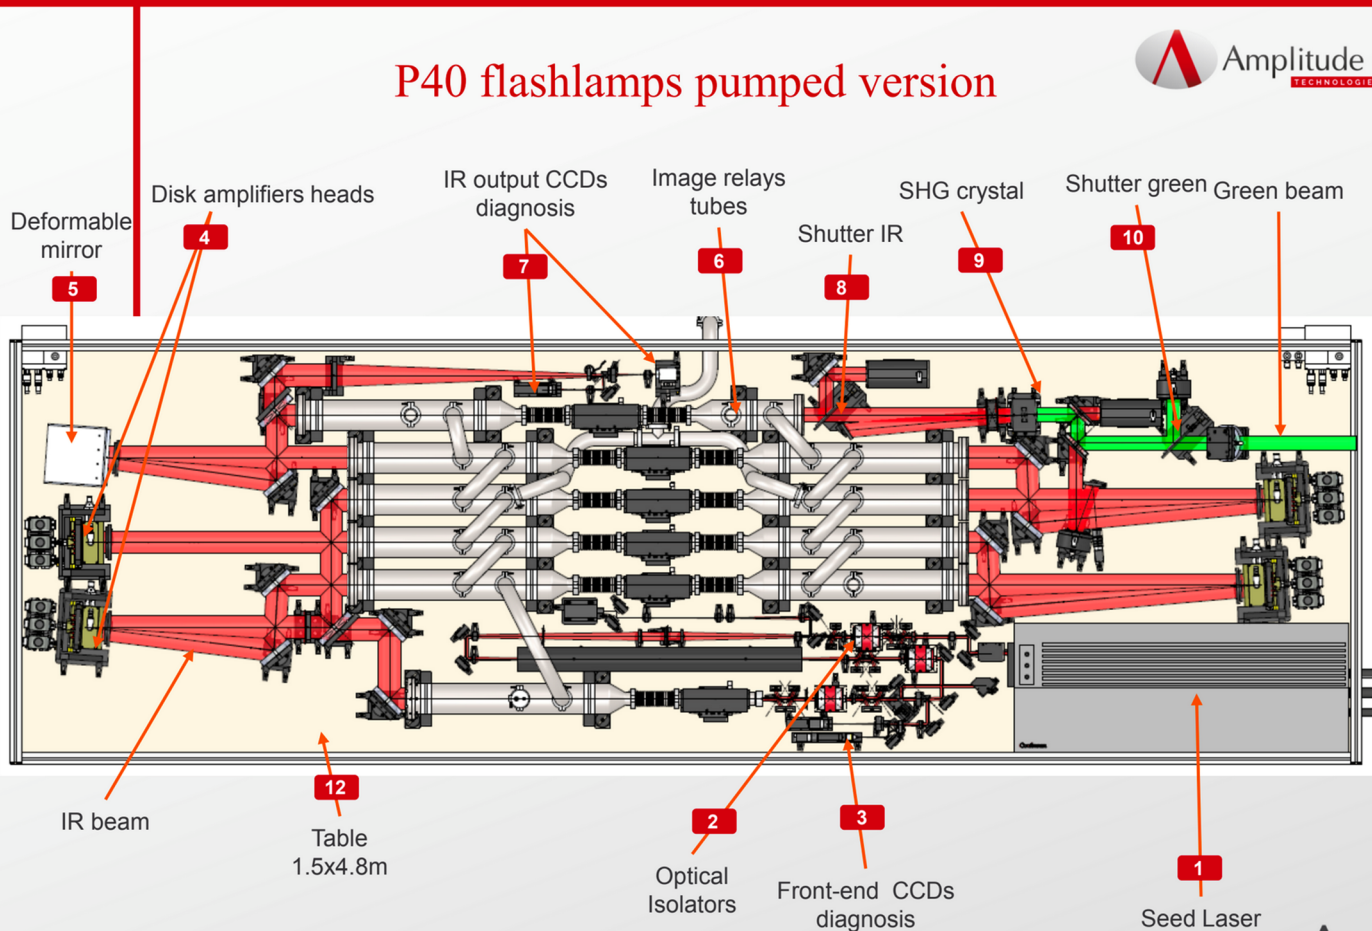 P40 flashlamps pumped version
Amplitude
TECHNOLOGIES
Disk amplifiers heads
4
Deformable
mirror
5
IR output CCDs
diagnosis
7
Image relays
tubes
6
Shutter IR
8
SHG crystal
9
Shutter green
10
Green beam
IR beam
12
Table
1.5x4.8m
2
Optical
Isolators
3
Front-end CCDs
diagnosis
1
Seed Laser